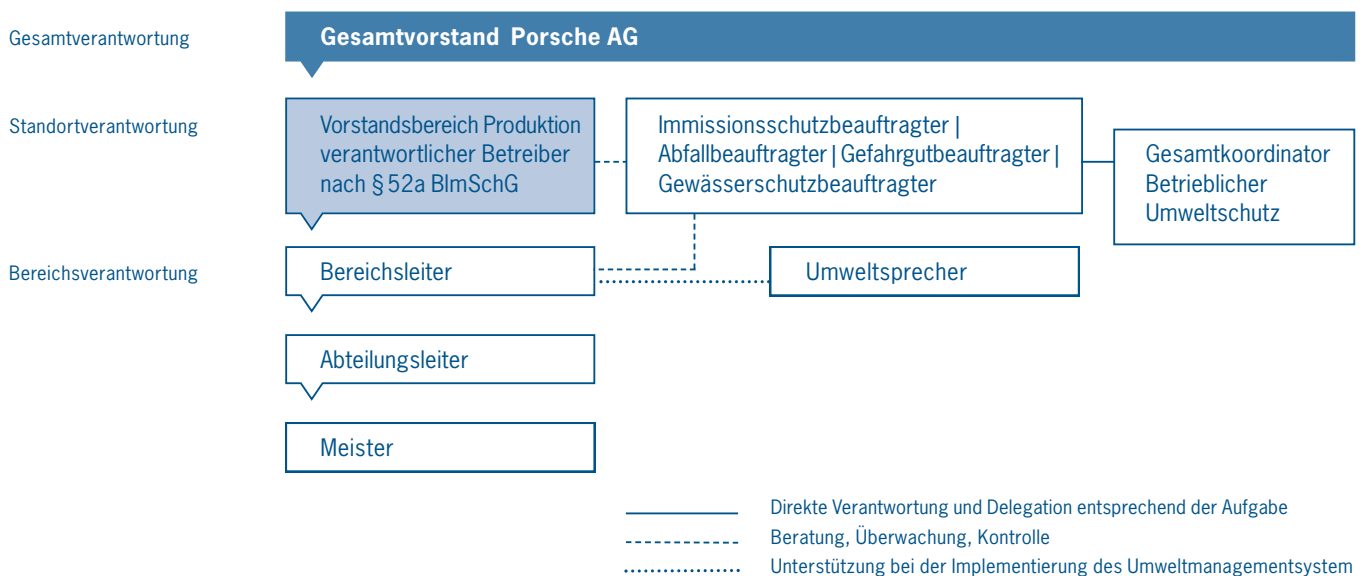 Gesamtverantwortung
Gesamtvorstand Porsche AG
Standortverantwortung
Vorstandsbereich Produktion
verantwortlicher Betreiber
nach § 52a BImSchG
Immissionsschutzbeauftragter |
Abfallbeauftragter | Gefahrgutbeauftragter |
Gewässerschutzbeauftragter
Gesamtkoordinator
Betrieblicher
Umweltschutz
Bereichsverantwortung
Bereichsleiter
Umweltsprecher
Abteilungsleiter
Meister
Direkte Verantwortung und Delegation entsprechend der Aufgabe
Beratung, Überwachung, Kontrolle
Unterstützung bei der Implementierung des Umweltmanagementsystem